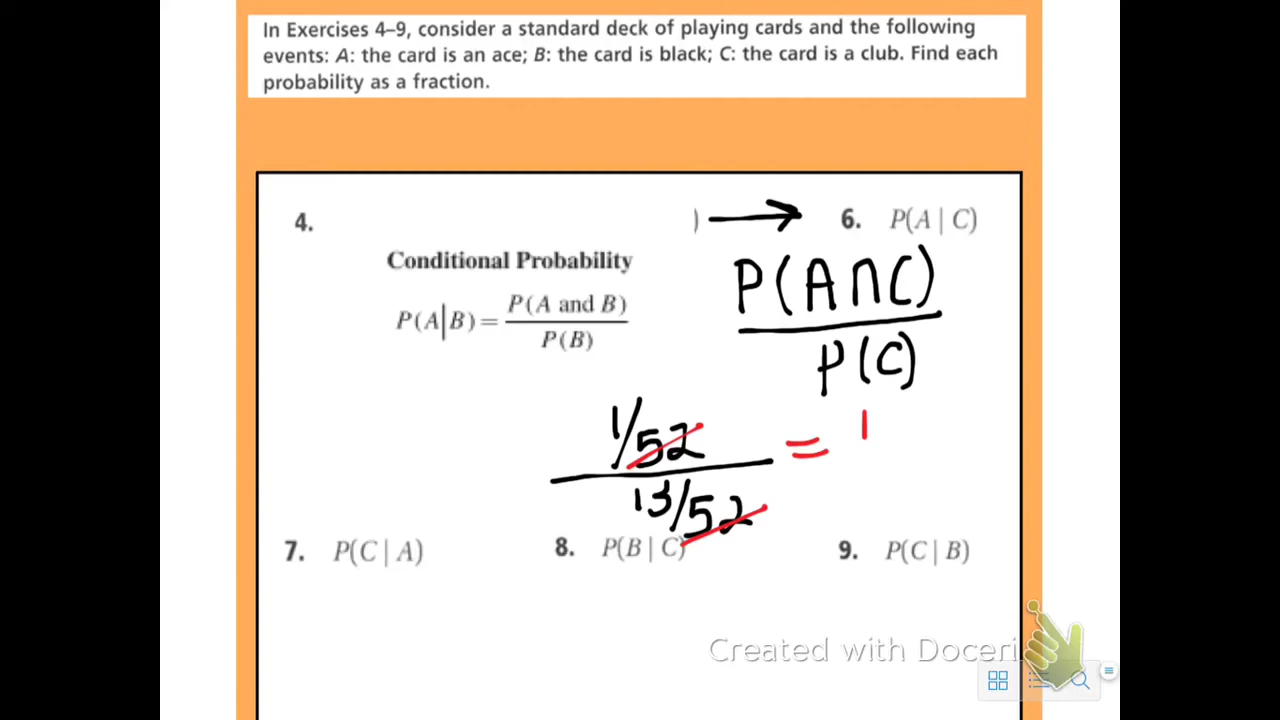 In Exercises 4–9, consider a standard deck of playing cards and the following
events: A: the card is an ace; B: the card is black; C: the card is a club. Find each
probability as a fraction.
4.
) → 6. P(A | C)
Conditional Probability
P(A|B) = P(A and B) / P(B)
P(A∩C) / P(C)
1/52 / 13/52 = 1
7. P(C | A)
8. P(B | C)
9. P(C | B)
Created with Doceri